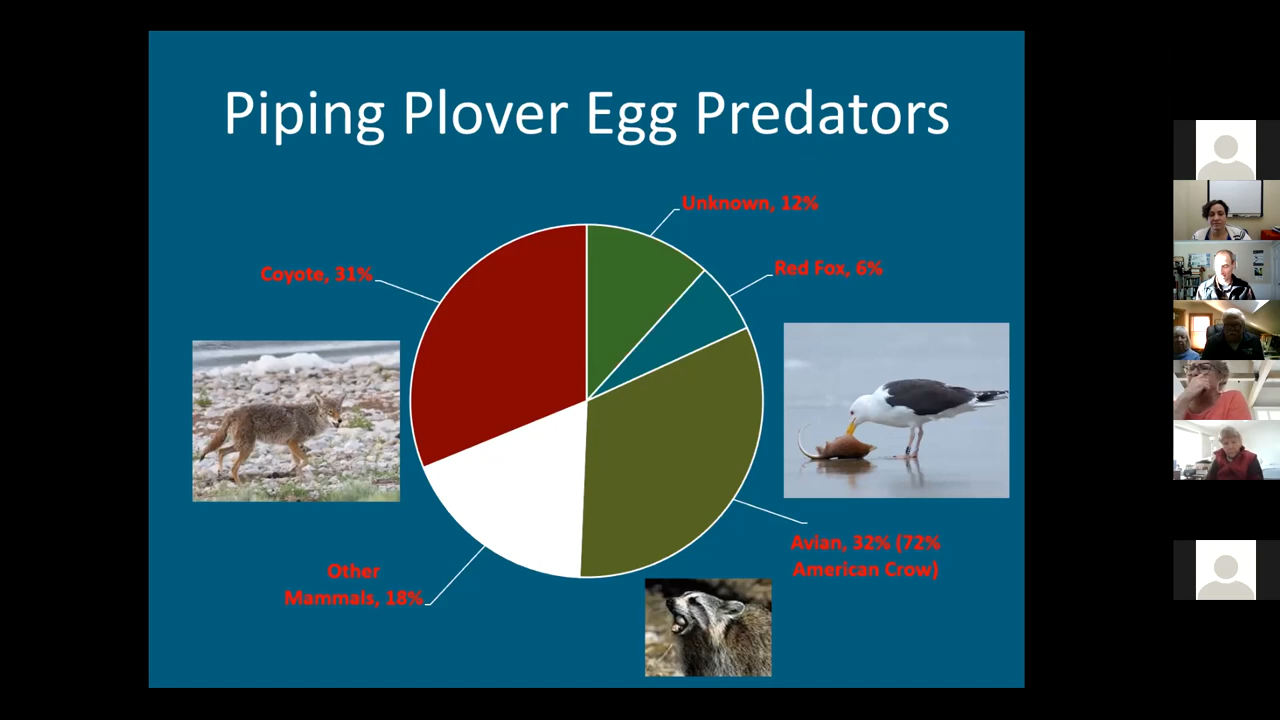 Piping Plover Egg Predators
Unknown, 12%
Red Fox, 6%
Coyote, 31%
Avian, 32% (72%
American Crow)
Other
Mammals, 18%